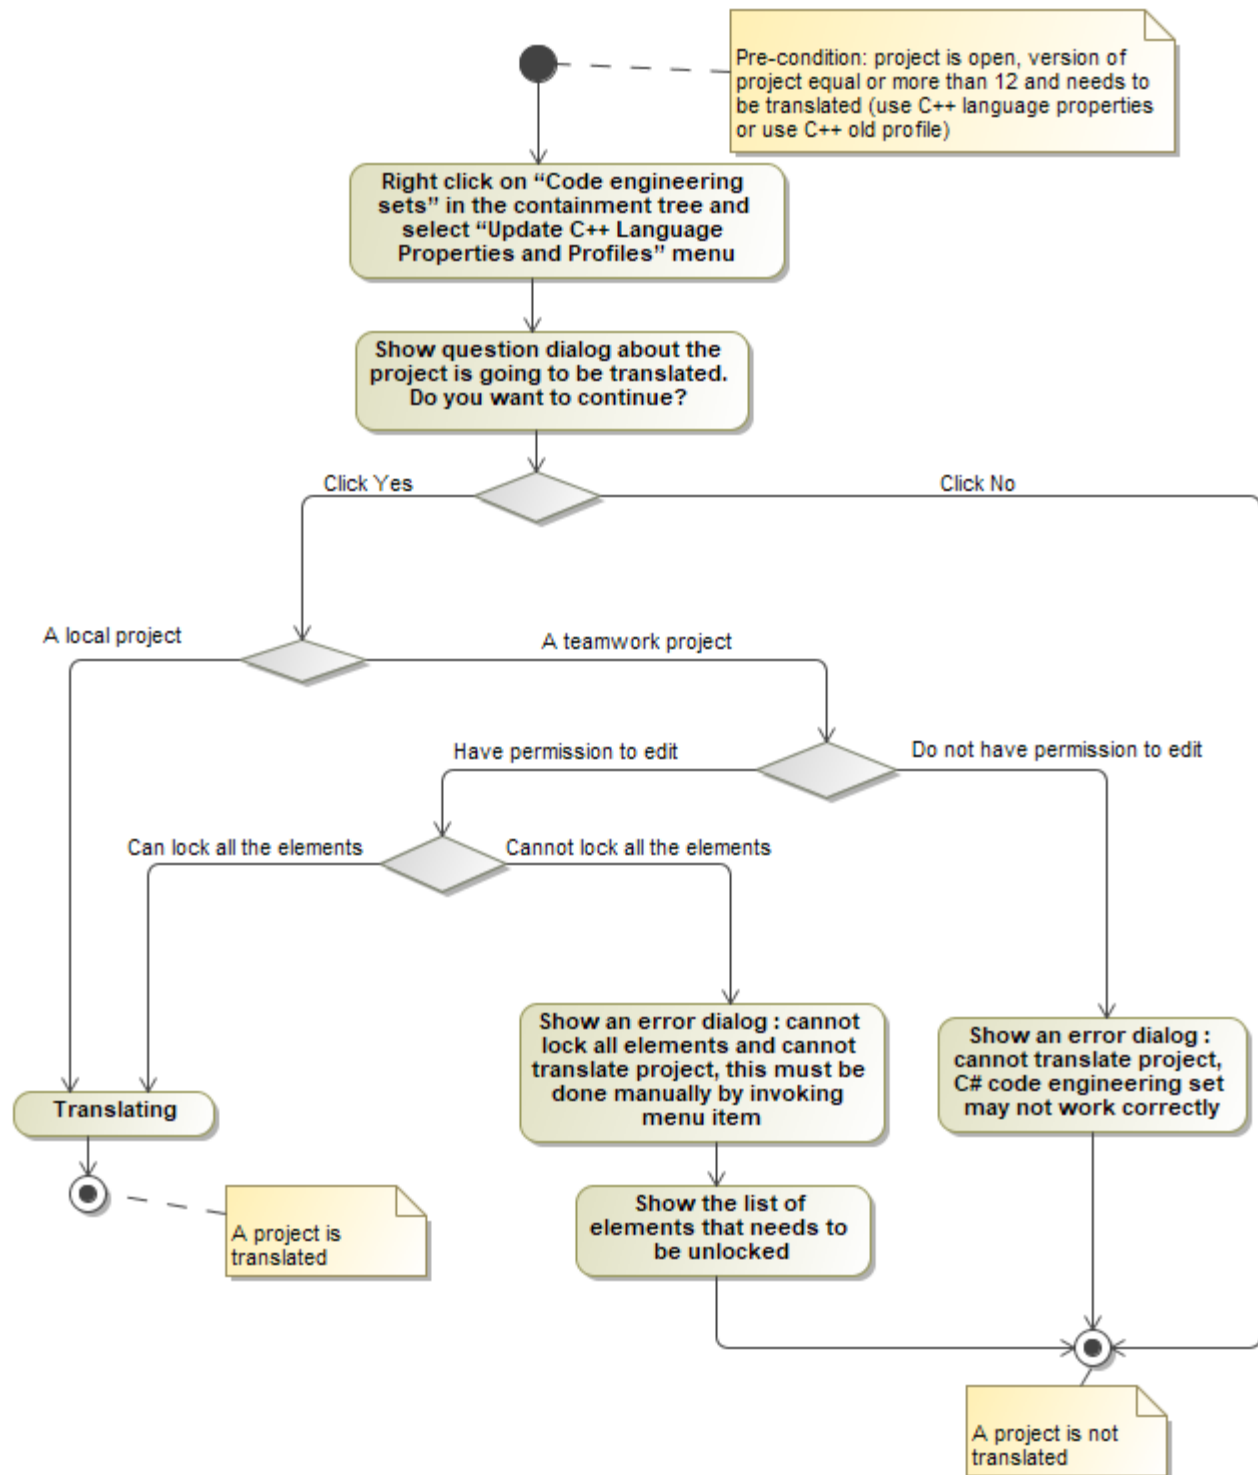 Pre-condition: project is open, version of
project equal or more than 12 and needs to
be translated (use C++ language properties
or use C++ old profile)
Right click on “Code engineering
sets” in the containment tree and
select “Update C++ Language
Properties and Profiles” menu
Show question dialog about the
project is going to be translated.
Do you want to continue?
Click Yes
Click No
A local project
A teamwork project
Have permission to edit
Do not have permission to edit
Can lock all the elements
Cannot lock all the elements
Show an error dialog : cannot
lock all elements and cannot
translate project, this must be
done manually by invoking
menu item
Show an error dialog :
cannot translate project,
C# code engineering set
may not work correctly
Translating
Show the list of
elements that needs to
be unlocked
A project is
translated
A project is not
translated